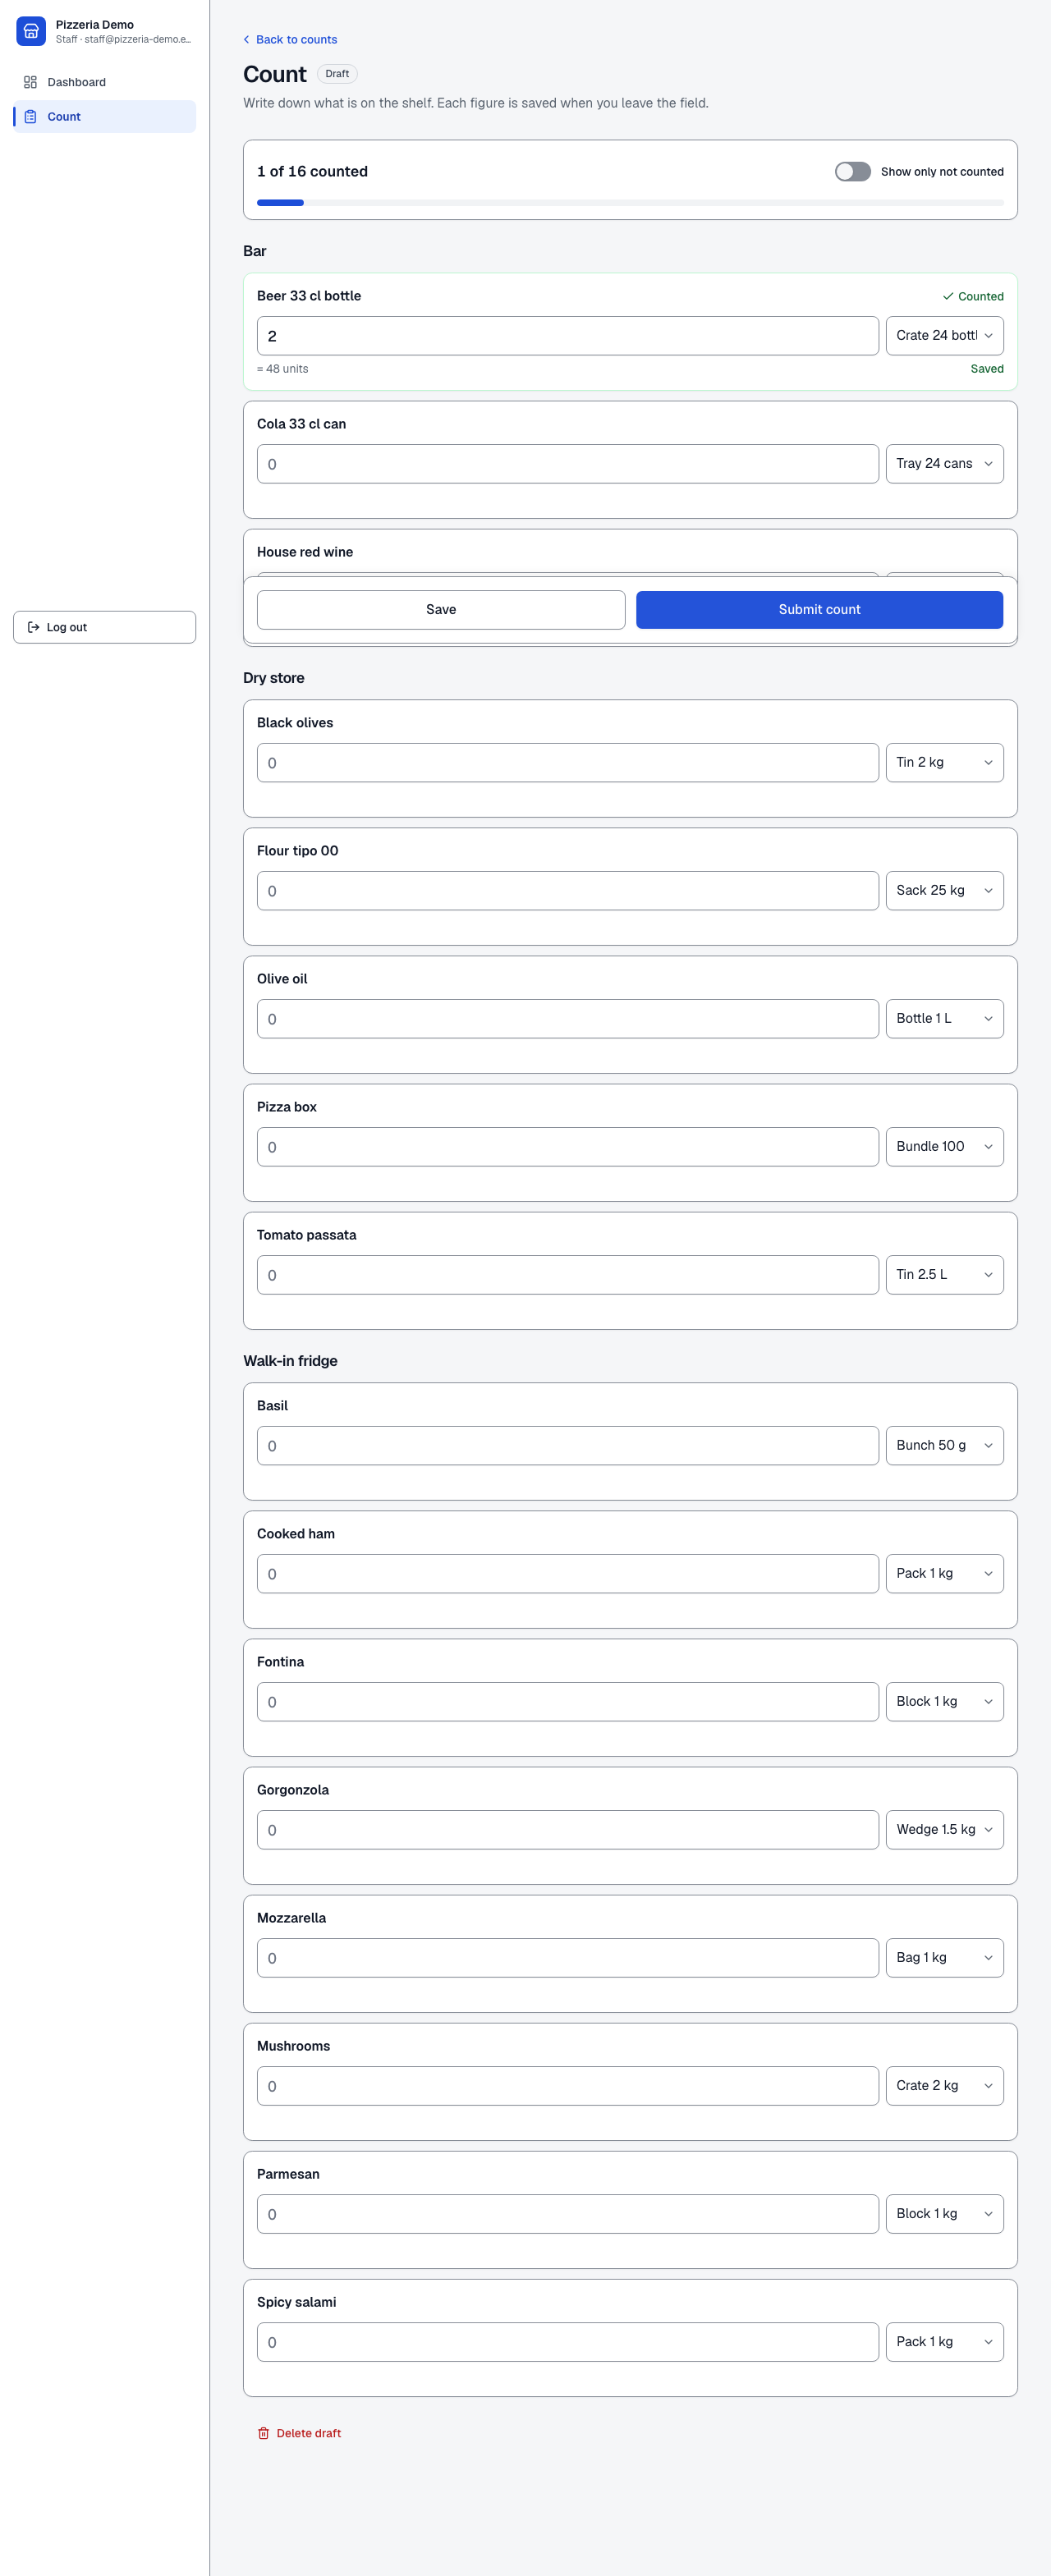 Pizzeria Demo
Staff · staff@pizzeria-demo.e...
Dashboard
Count
Log out
Back to counts
Count Draft
Write down what is on the shelf. Each figure is saved when you leave the field.
1 of 16 counted Show only not counted
Bar
Beer 33 cl bottle Counted
2 Crate 24 bottl
= 48 units Saved
Cola 33 cl can
0 Tray 24 cans
House red wine
Save Submit count
Dry store
Black olives
0 Tin 2 kg
Flour tipo 00
0 Sack 25 kg
Olive oil
0 Bottle 1 L
Pizza box
0 Bundle 100
Tomato passata
0 Tin 2.5 L
Walk-in fridge
Basil
0 Bunch 50 g
Cooked ham
0 Pack 1 kg
Fontina
0 Block 1 kg
Gorgonzola
0 Wedge 1.5 kg
Mozzarella
0 Bag 1 kg
Mushrooms
0 Crate 2 kg
Parmesan
0 Block 1 kg
Spicy salami
0 Pack 1 kg
Delete draft